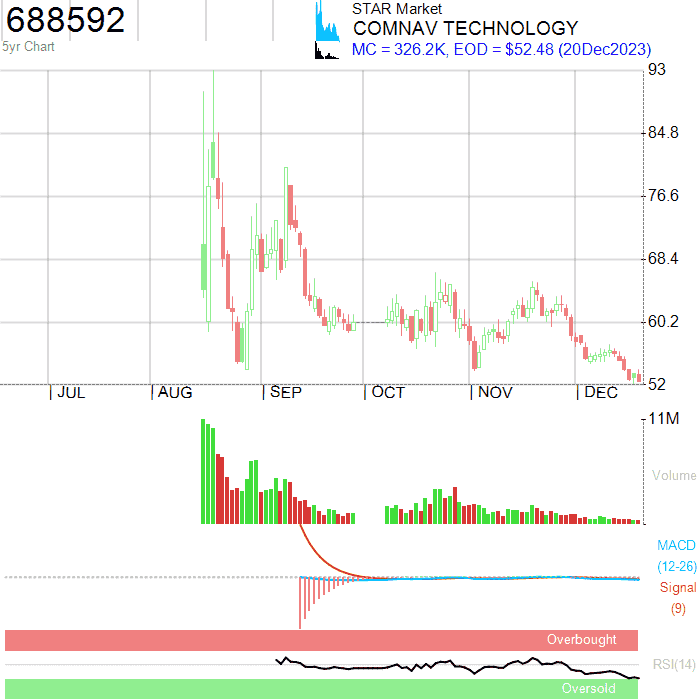 688592
5yr Chart
STAR Market
COMNAV TECHNOLOGY
MC = 326.2K, EOD = $52.48 (20Dec2023)
93
84.8
76.6
68.4
60.2
52
JUL AUG SEP OCT NOV DEC
11M
Volume
MACD
(12-26)
Signal
(9)
Overbought
RSI(14)
Oversold